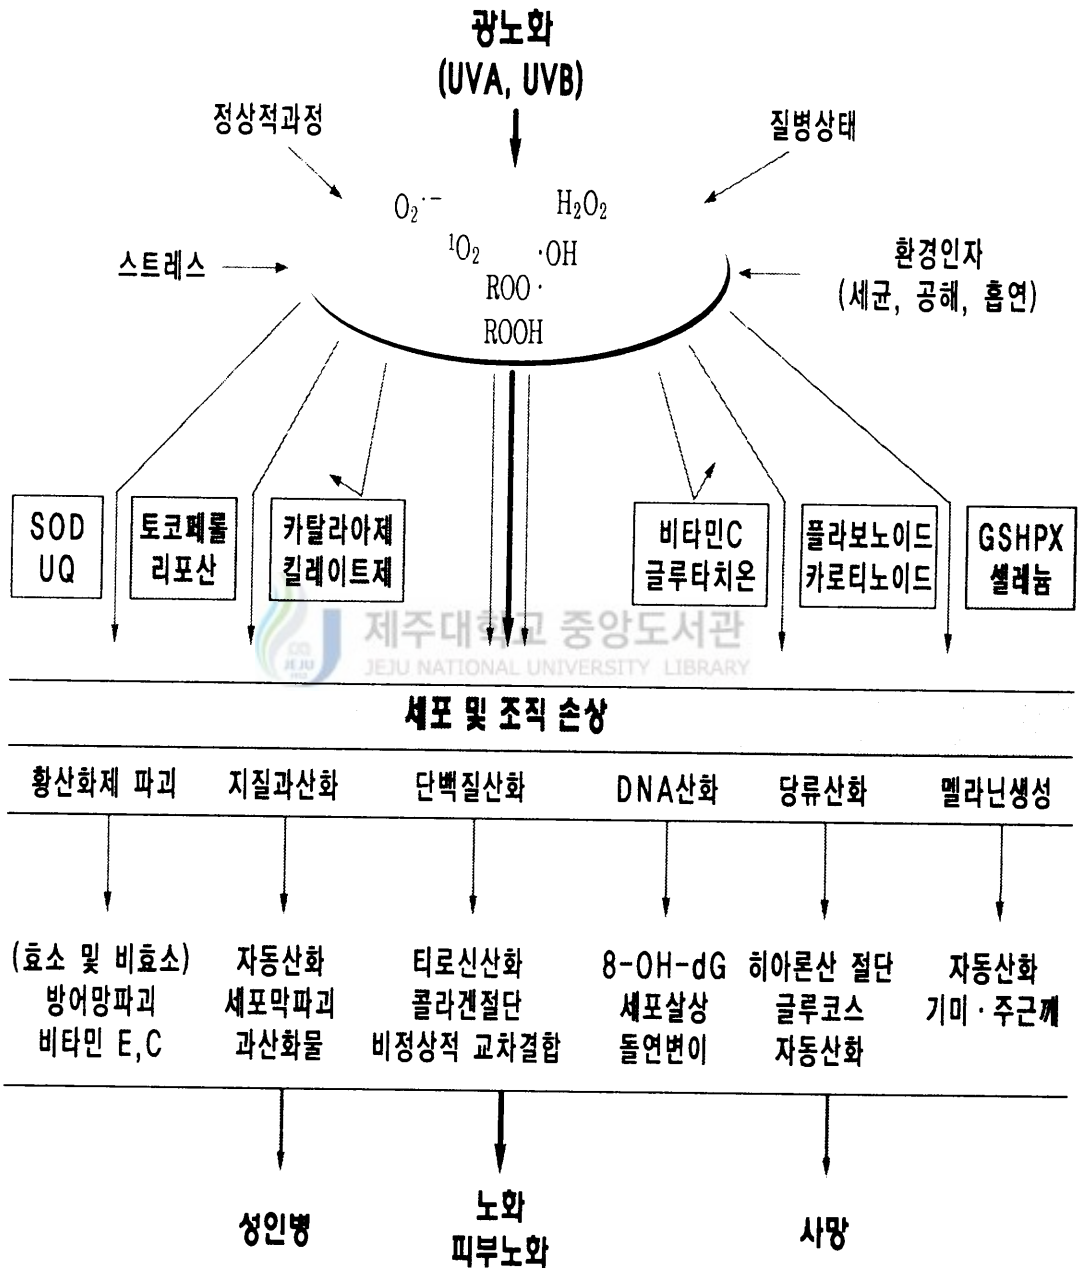 광노화
(UVA, UVB)
정상적과정
질병상태
O₂·⁻
H₂O₂
¹O₂
·OH
스트레스
환경인자
(세균, 공해, 흡연)
ROO·
ROOH
SOD
UQ
토코페롤
리포산
카탈라아제
킬레이트제
비타민C
글루타치온
플라보노이드
카로티노이드
GSHPX
셀레늄
제주대학교 중앙도서관
JEJU NATIONAL UNIVERSITY LIBRARY
JEJU
세포 및 조직 손상
황산화제 파괴
지질과산화
단백질산화
DNA산화
당류산화
멜라닌생성
(효소 및 비효소)
방어망파괴
비타민 E,C
자동산화
세포막파괴
과산화물
티로신산화
콜라겐절단
비정상적 교차결합
8-OH-dG
세포살상
돌연변이
히아론산 절단
글루코스
자동산화
자동산화
기미·주근깨
성인병
노화
피부노화
사망